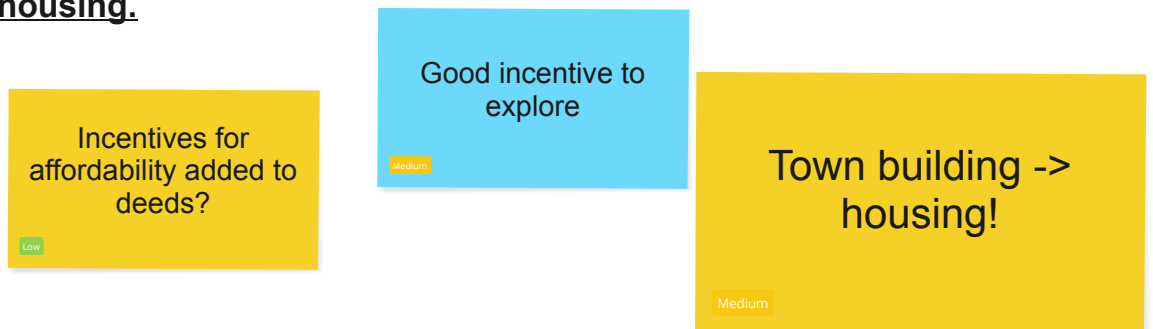 housing.
Good incentive to
explore
Medium
Incentives for
affordability added to
deeds?
Low
Town building ->
housing!
Medium